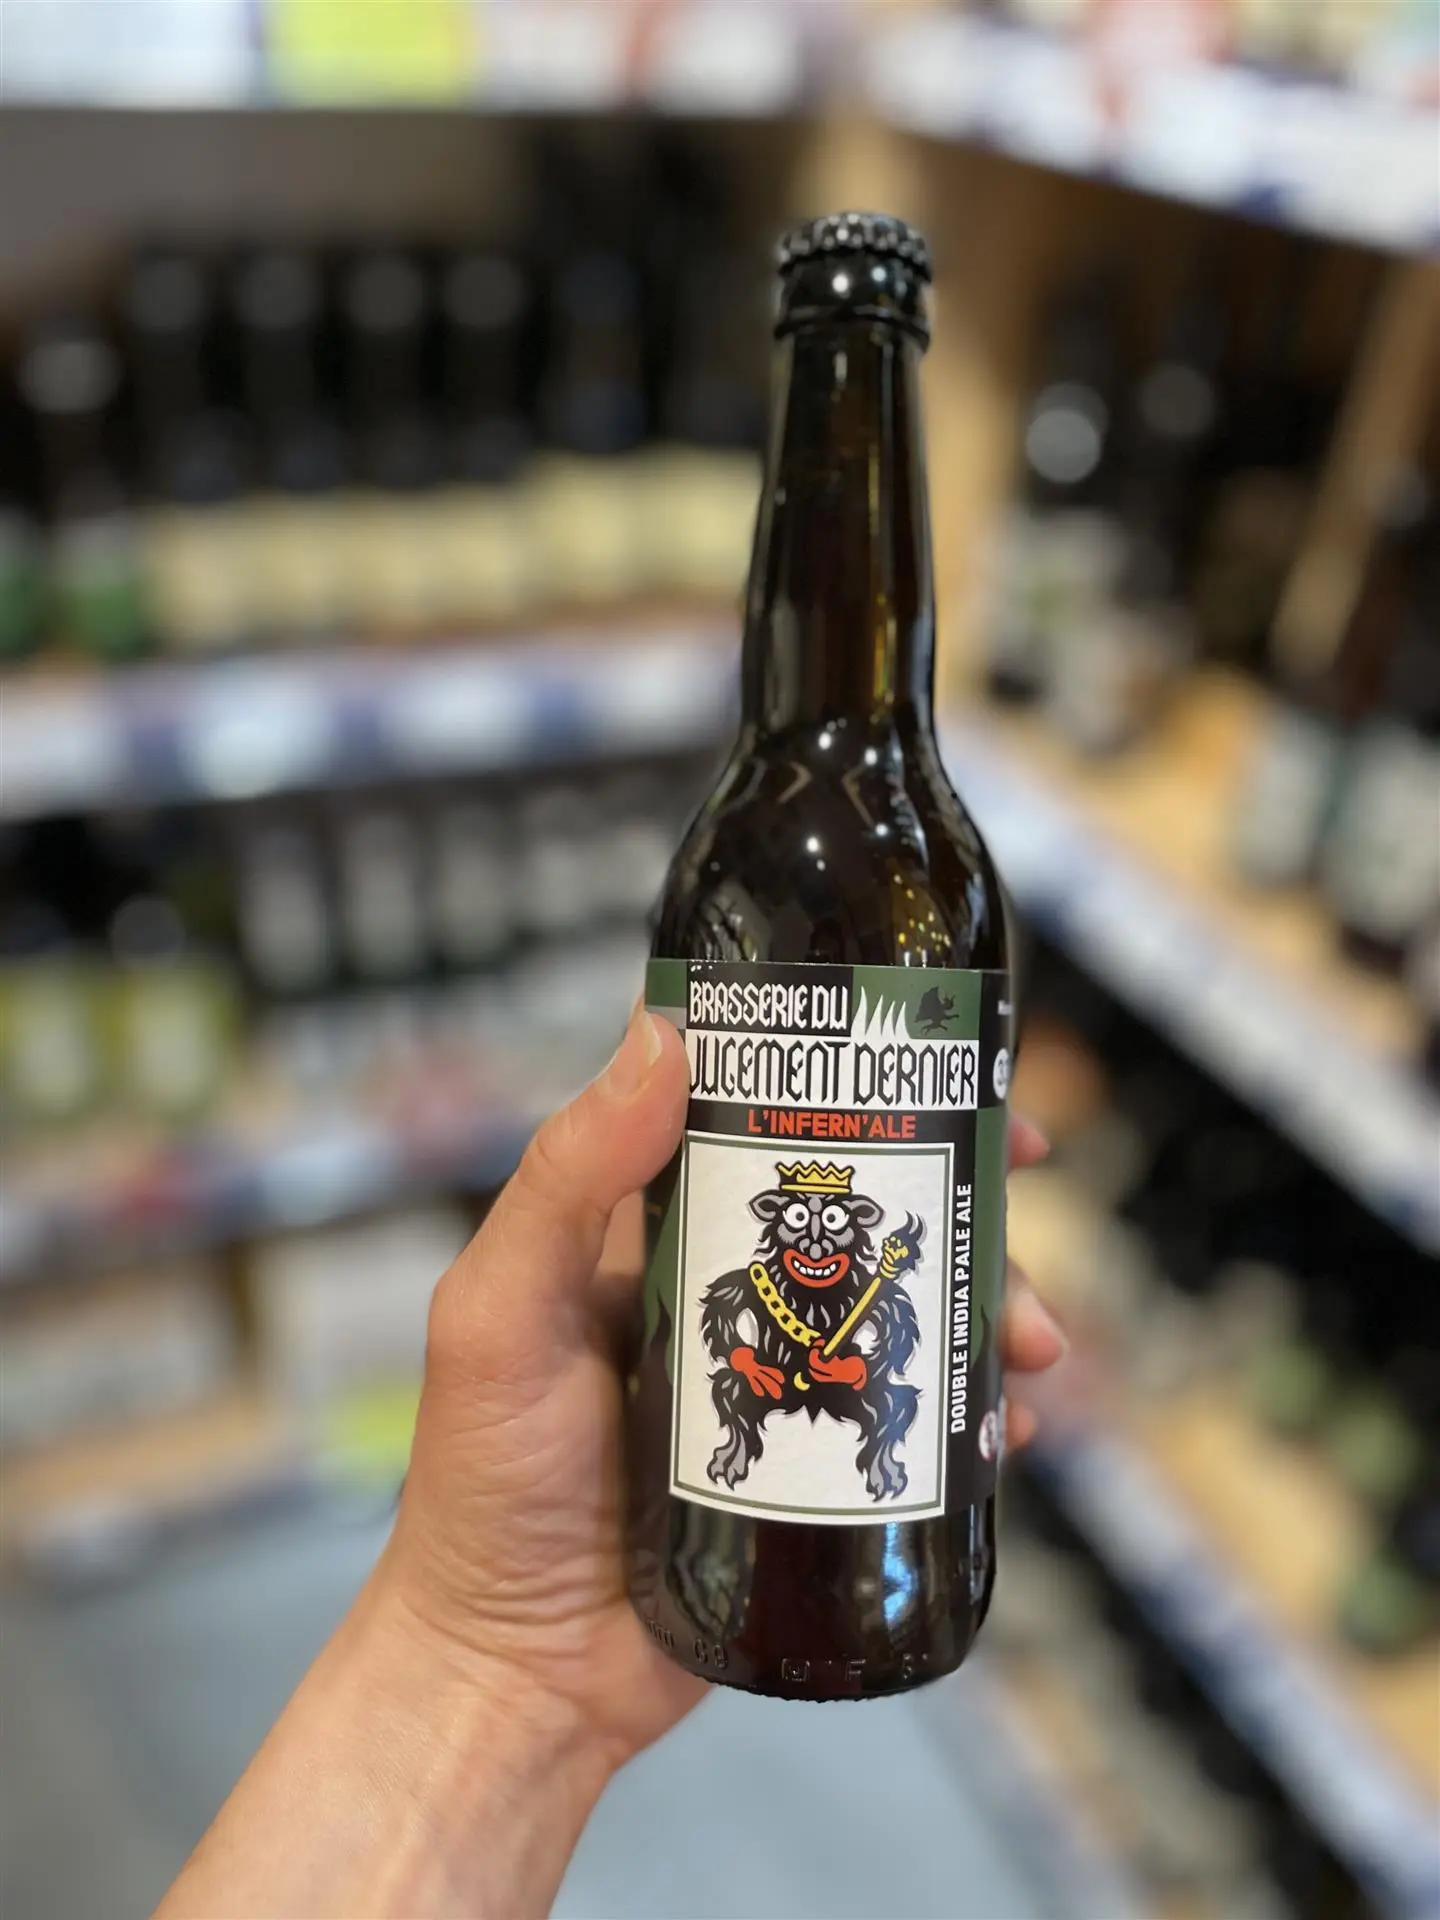 BRASSERIE DU
JUGEMENT DERNIER
L'INFERN'ALE
DOUBLE INDIA PALE ALE